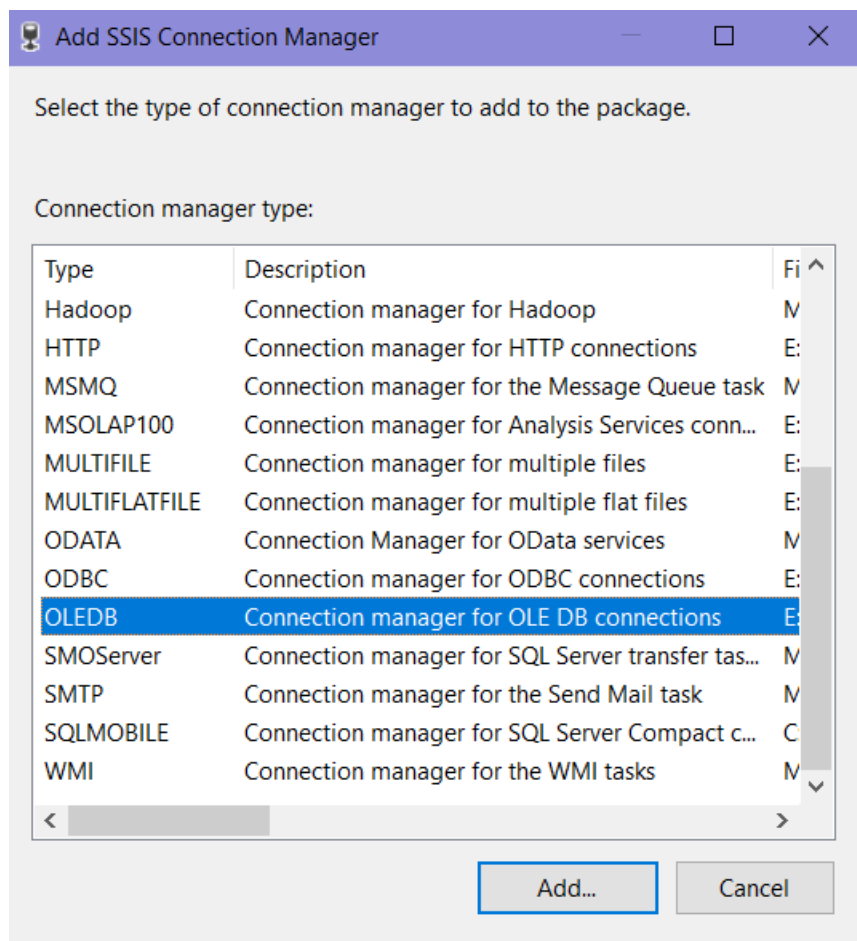 Add SSIS Connection Manager
Select the type of connection manager to add to the package.
Connection manager type:
Type Description Fi
Hadoop Connection manager for Hadoop M
HTTP Connection manager for HTTP connections E:
MSMQ Connection manager for the Message Queue task M
MSOLAP100 Connection manager for Analysis Services conn... E:
MULTIFILE Connection manager for multiple files E:
MULTIFLATFILE Connection manager for multiple flat files E:
ODATA Connection Manager for OData services M
ODBC Connection manager for ODBC connections E:
OLEDB Connection manager for OLE DB connections E:
SMOServer Connection manager for SQL Server transfer tas... M
SMTP Connection manager for the Send Mail task M
SQLMOBILE Connection manager for SQL Server Compact c... C:
WMI Connection manager for the WMI tasks M
Add... Cancel